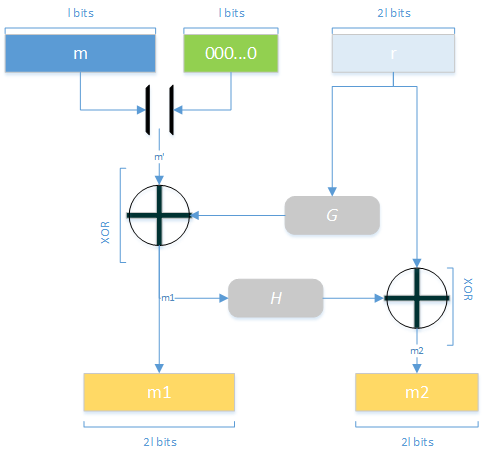 l bits
l bits
2l bits
m
000...0
r
m'
XOR
G
m1
H
XOR
m2
m1
m2
2l bits
2l bits